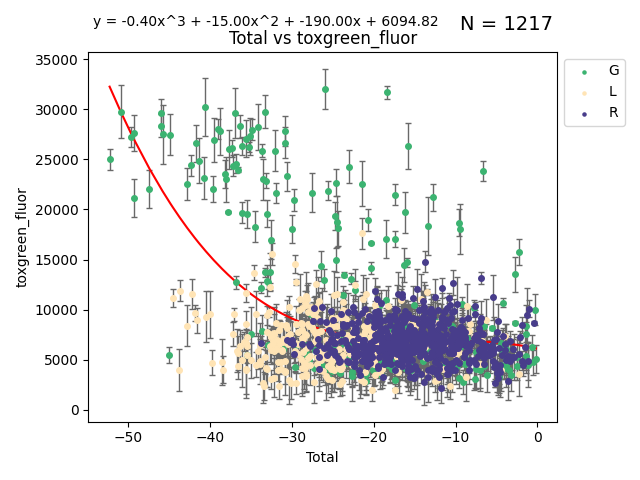 y = -0.40x^3 + -15.00x^2 + -190.00x + 6094.82
N = 1217
Total vs toxgreen_fluor
35000
30000
25000
20000
15000
10000
5000
0
toxgreen_fluor
−50
−40
−30
−20
−10
0
Total
G
L
R